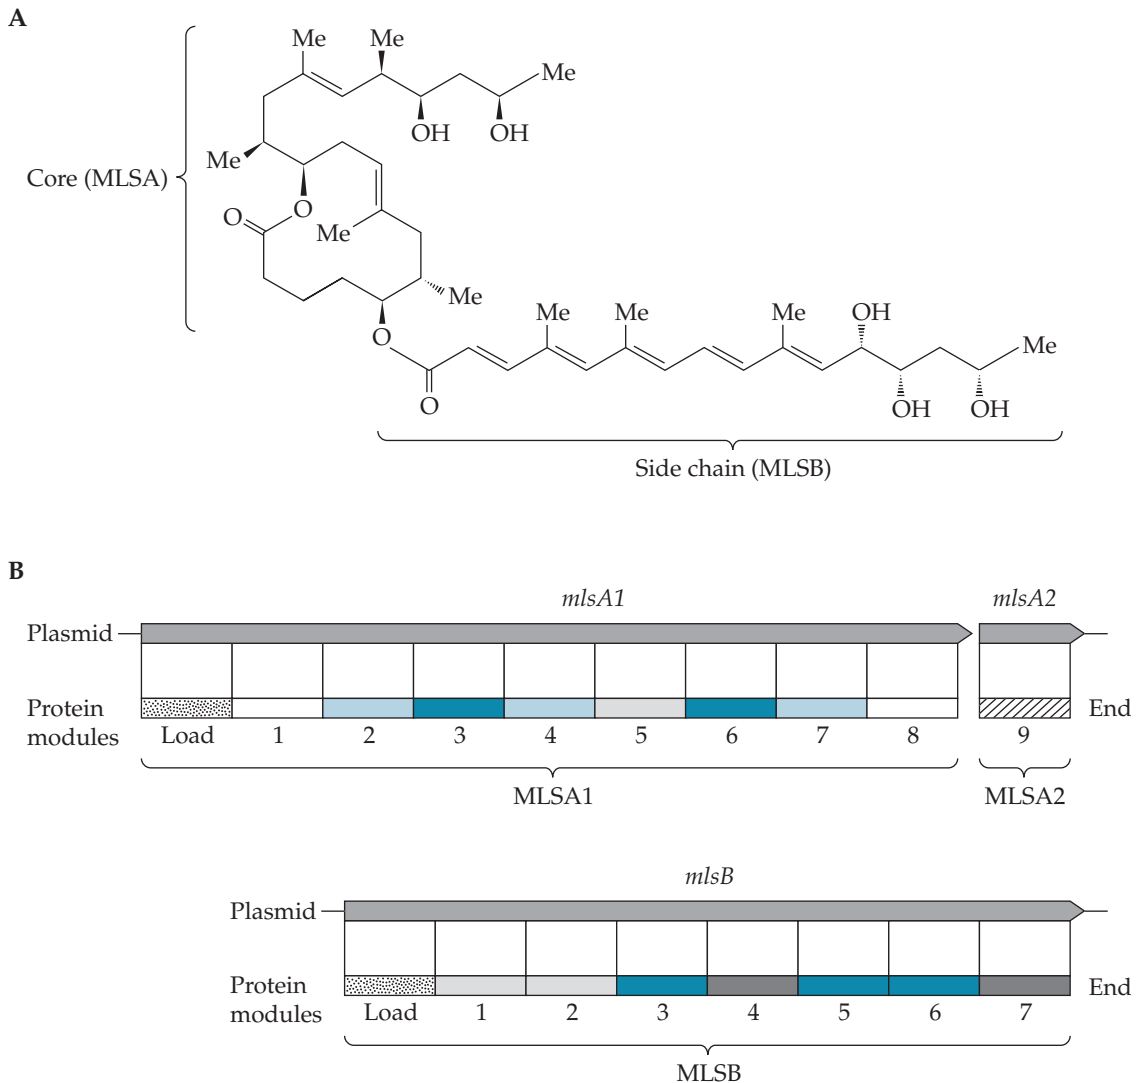 A
Me
Me
Me
OH
OH
Me
Core (MLSA)
O
O
Me
Me
O
Me
Me
Me
OH
Me
O
OH
OH
Side chain (MLSB)
B
mlsA1
mlsA2
Plasmid
Protein modules
End
Load
1
2
3
4
5
6
7
8
9
MLSA1
MLSA2
mlsB
Plasmid
Protein modules
End
Load
1
2
3
4
5
6
7
MLSB